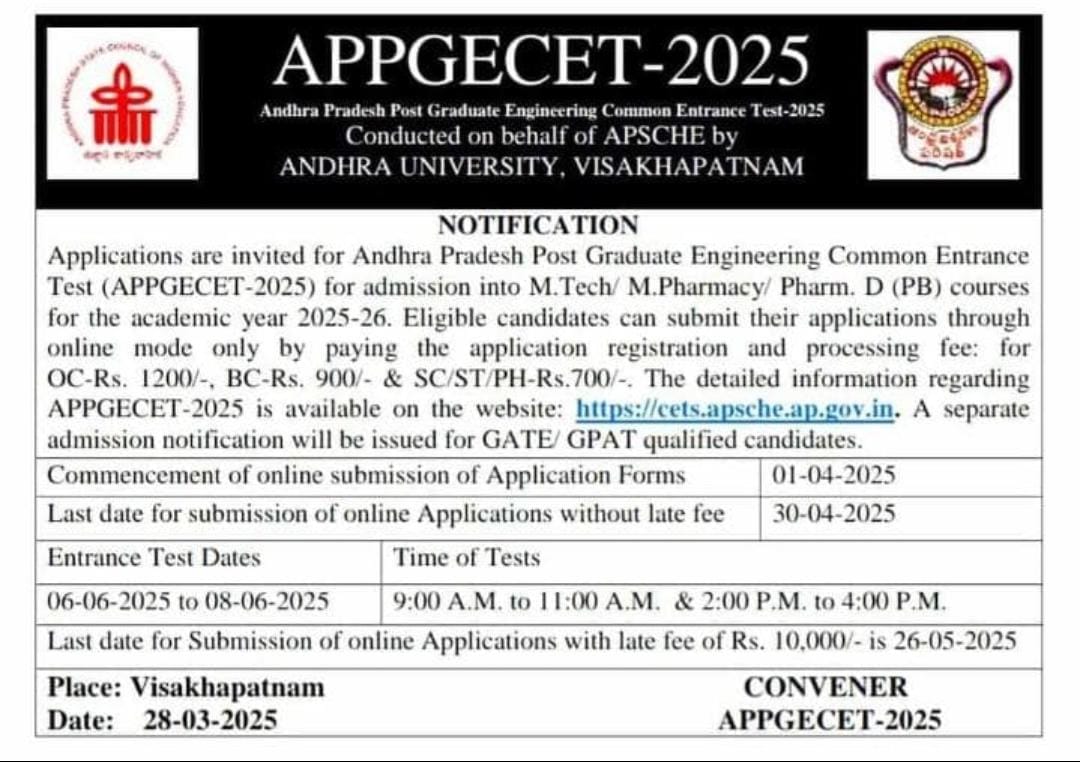 ANDHRA PRADESH STATE COUNCIL OF HIGHER EDUCATION
APPGECET-2025
Andhra Pradesh Post Graduate Engineering Common Entrance Test-2025
Conducted on behalf of APSCHE by
ANDHRA UNIVERSITY, VISAKHAPATNAM
NOTIFICATION
Applications are invited for Andhra Pradesh Post Graduate Engineering Common Entrance
Test (APPGECET-2025) for admission into M.Tech/ M.Pharmacy/ Pharm. D (PB) courses
for the academic year 2025-26. Eligible candidates can submit their applications through
online mode only by paying the application registration and processing fee: for
OC-Rs. 1200/-, BC-Rs. 900/- & SC/ST/PH-Rs.700/-. The detailed information regarding
APPGECET-2025 is available on the website: https://cets.apsche.ap.gov.in. A separate
admission notification will be issued for GATE/ GPAT qualified candidates.
Commencement of online submission of Application Forms 01-04-2025
Last date for submission of online Applications without late fee 30-04-2025
Entrance Test Dates Time of Tests
06-06-2025 to 08-06-2025 9:00 A.M. to 11:00 A.M. & 2:00 P.M. to 4:00 P.M.
Last date for Submission of online Applications with late fee of Rs. 10,000/- is 26-05-2025
Place: Visakhapatnam CONVENER
Date: 28-03-2025 APPGECET-2025